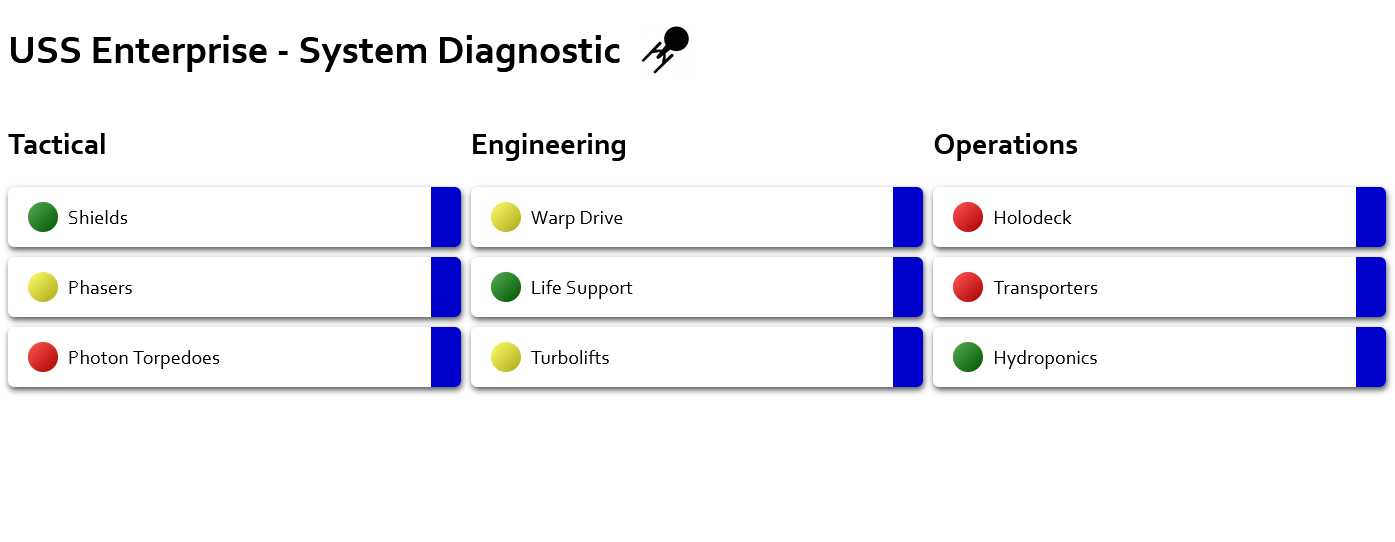 USS Enterprise - System Diagnostic
Tactical
Shields
Phasers
Photon Torpedoes
Engineering
Warp Drive
Life Support
Turbolifts
Operations
Holodeck
Transporters
Hydroponics